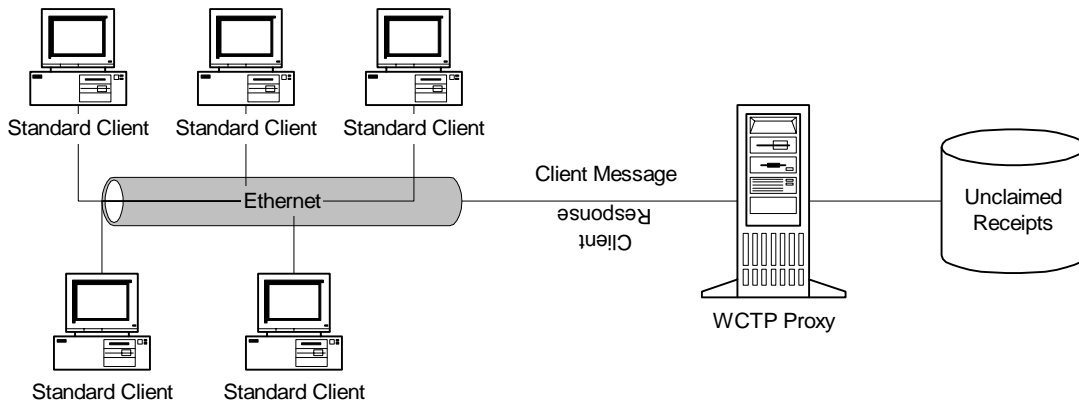 Standard Client
Standard Client
Standard Client
Ethernet
Client Message
Client
Response
Unclaimed
Receipts
WCTP Proxy
Standard Client
Standard Client